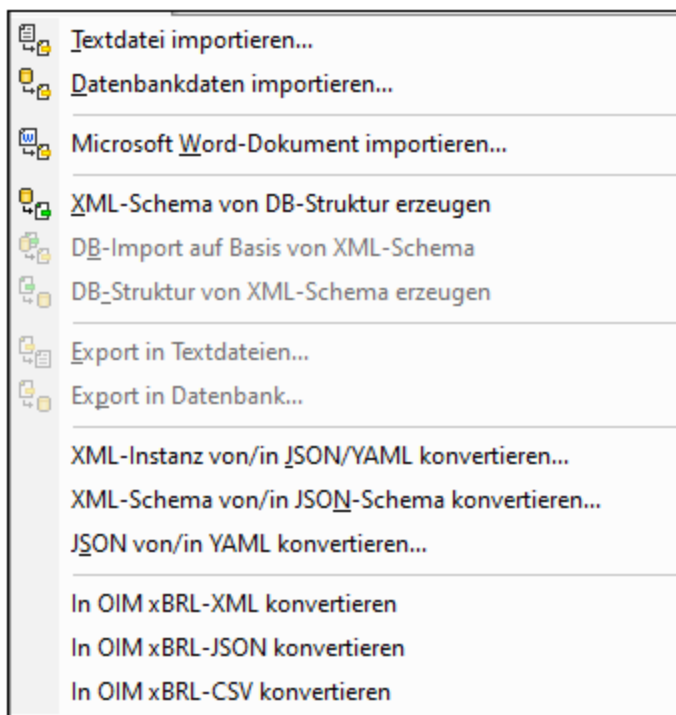 Textdatei importieren...
Datenbankdaten importieren...
Microsoft Word-Dokument importieren...
XML-Schema von DB-Struktur erzeugen
DB-Import auf Basis von XML-Schema
DB-Struktur von XML-Schema erzeugen
Export in Textdateien...
Export in Datenbank...
XML-Instanz von/in JSON/YAML konvertieren...
XML-Schema von/in JSON-Schema konvertieren...
JSON von/in YAML konvertieren...
In OIM xBRL-XML konvertieren
In OIM xBRL-JSON konvertieren
In OIM xBRL-CSV konvertieren